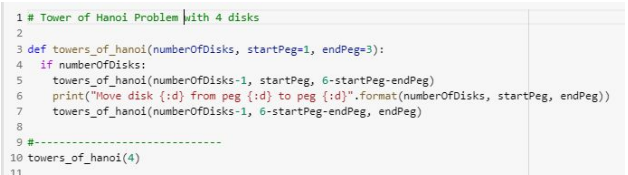 1 # Tower of Hanoi Problem with 4 disks
2
3 def towers_of_hanoi(numberOfDisks, startPeg=1, endPeg=3):
4   if numberOfDisks:
5     towers_of_hanoi(numberOfDisks-1, startPeg, 6-startPeg-endPeg)
6     print("Move disk {:d} from peg {:d} to peg {:d}".format(numberOfDisks, startPeg, endPeg))
7     towers_of_hanoi(numberOfDisks-1, 6-startPeg-endPeg, endPeg)
8
9 #-----------------------------
10 towers_of_hanoi(4)
11